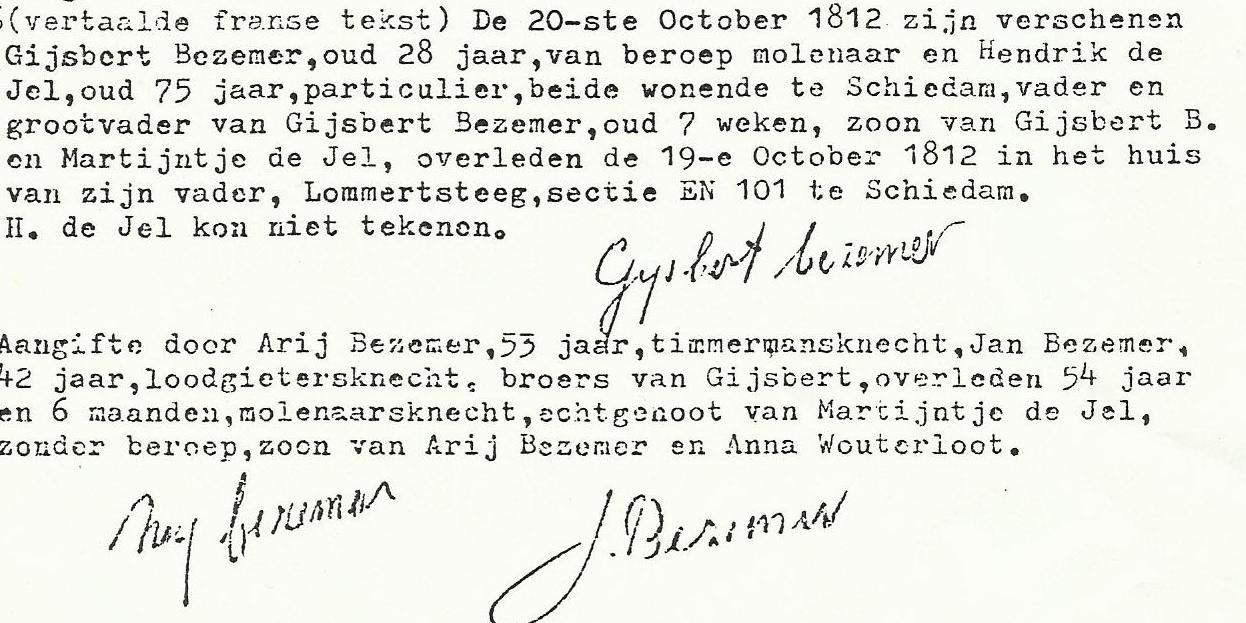 (vertaalde franse tekst) De 20-ste October 1812 zijn verschenen
Gijsbert Bezemer,oud 28 jaar,van beroep molenaar en Hendrik de
Jel,oud 75 jaar,particulier,beide wonende te Schiedam,vader en
grootvader van Gijsbert Bezemer,oud 7 weken, zoon van Gijsbert B.
en Martijntje de Jel, overleden de 19-e October 1812 in het huis
van zijn vader, Lommertsteeg,sectie EN 101 te Schiedam.
H. de Jel kon niet tekenen.
Gysbert bezemer
Aangifte door Arij Bezemer,53 jaar,timmermansknecht,Jan Bezemer,
42 jaar,loodgietersknecht, broers van Gijsbert,overleden 54 jaar
en 6 maanden,molenaarsknecht,echtgenoot van Martijntje de Jel,
zonder beroep,zoon van Arij Bezemer en Anna Wouterloot.
Arij bezemer
J. Bezemer